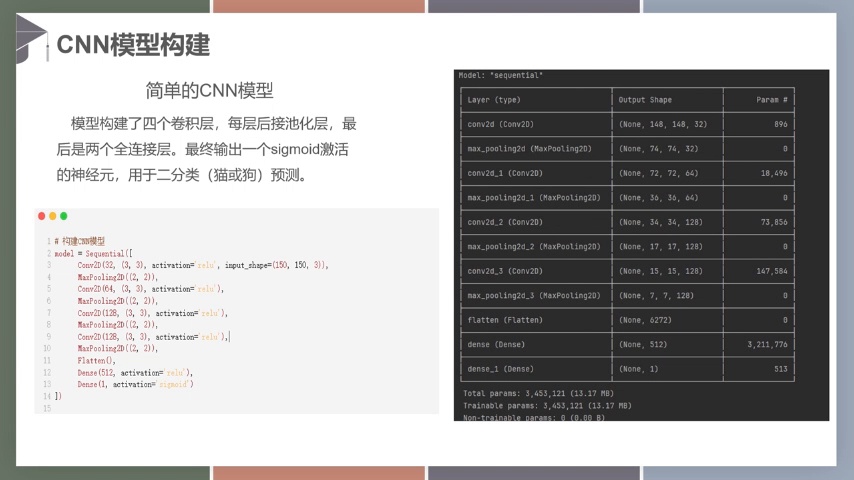 CNN模型构建
简单的CNN模型
模型构建了四个卷积层，每层后接池化层，最
后是两个全连接层。最终输出一个sigmoid激活
的神经元，用于二分类（猫或狗）预测。
1 # 构建CNN模型
2 model = Sequential([
3 Conv2D(32, (3, 3), activation='relu', input_shape=(150, 150, 3)),
4 MaxPooling2D((2, 2)),
5 Conv2D(64, (3, 3), activation='relu'),
6 MaxPooling2D((2, 2)),
7 Conv2D(128, (3, 3), activation='relu'),
8 MaxPooling2D((2, 2)),
9 Conv2D(128, (3, 3), activation='relu'),
10 MaxPooling2D((2, 2)),
11 Flatten(),
12 Dense(512, activation='relu'),
13 Dense(1, activation='sigmoid')
14 ])
15
Model: "sequential"
Layer (type) Output Shape Param #
conv2d (Conv2D) (None, 148, 148, 32) 896
max_pooling2d (MaxPooling2D) (None, 74, 74, 32) 0
conv2d_1 (Conv2D) (None, 72, 72, 64) 18,496
max_pooling2d_1 (MaxPooling2D) (None, 36, 36, 64) 0
conv2d_2 (Conv2D) (None, 34, 34, 128) 73,856
max_pooling2d_2 (MaxPooling2D) (None, 17, 17, 128) 0
conv2d_3 (Conv2D) (None, 15, 15, 128) 147,584
max_pooling2d_3 (MaxPooling2D) (None, 7, 7, 128) 0
flatten (Flatten) (None, 6272) 0
dense (Dense) (None, 512) 3,211,776
dense_1 (Dense) (None, 1) 513
Total params: 3,453,121 (13.17 MB)
Trainable params: 3,453,121 (13.17 MB)
Non-trainable params: 0 (0.00 B)